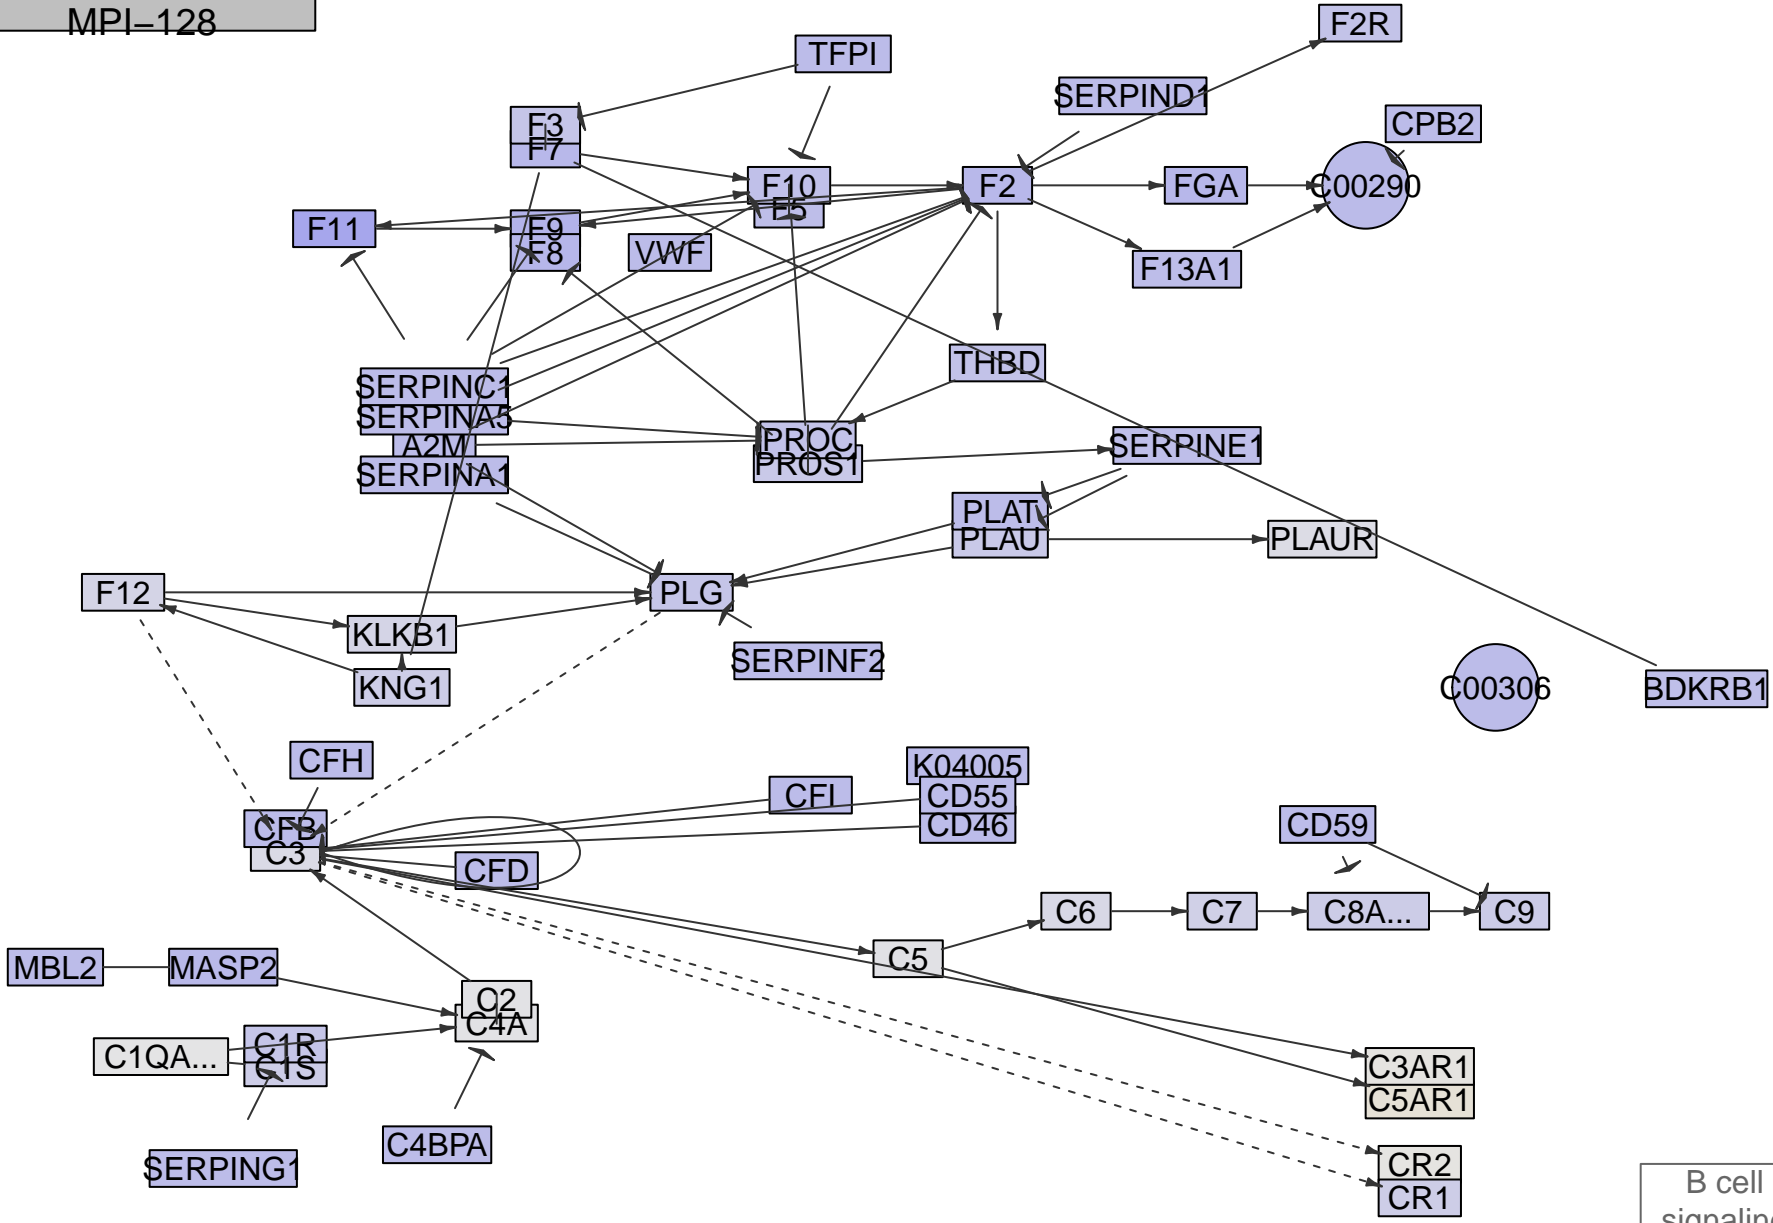 MPI–128
F2R
TFPI
SERPIND1
CPB2
F3
F7
F10
F5
F2
FGA
C00290
F11
F9
F8
VWF
F13A1
THBD
SERPINC1
SERPINA5
A2M
SERPINA1
PROC
PROS1
SERPINE1
PLAT
PLAU
PLAUR
F12
PLG
KLKB1
KNG1
SERPINF2
C00306
BDKRB1
CFH
K04005
CFI
CD55
CD46
CFB
C3
CFD
CD59
C6
C7
C8A...
C9
C5
MBL2
MASP2
C2
C4A
C1QA...
C1R
C1S
C3AR1
C5AR1
C4BPA
SERPING1
CR2
CR1
B cell
signaling